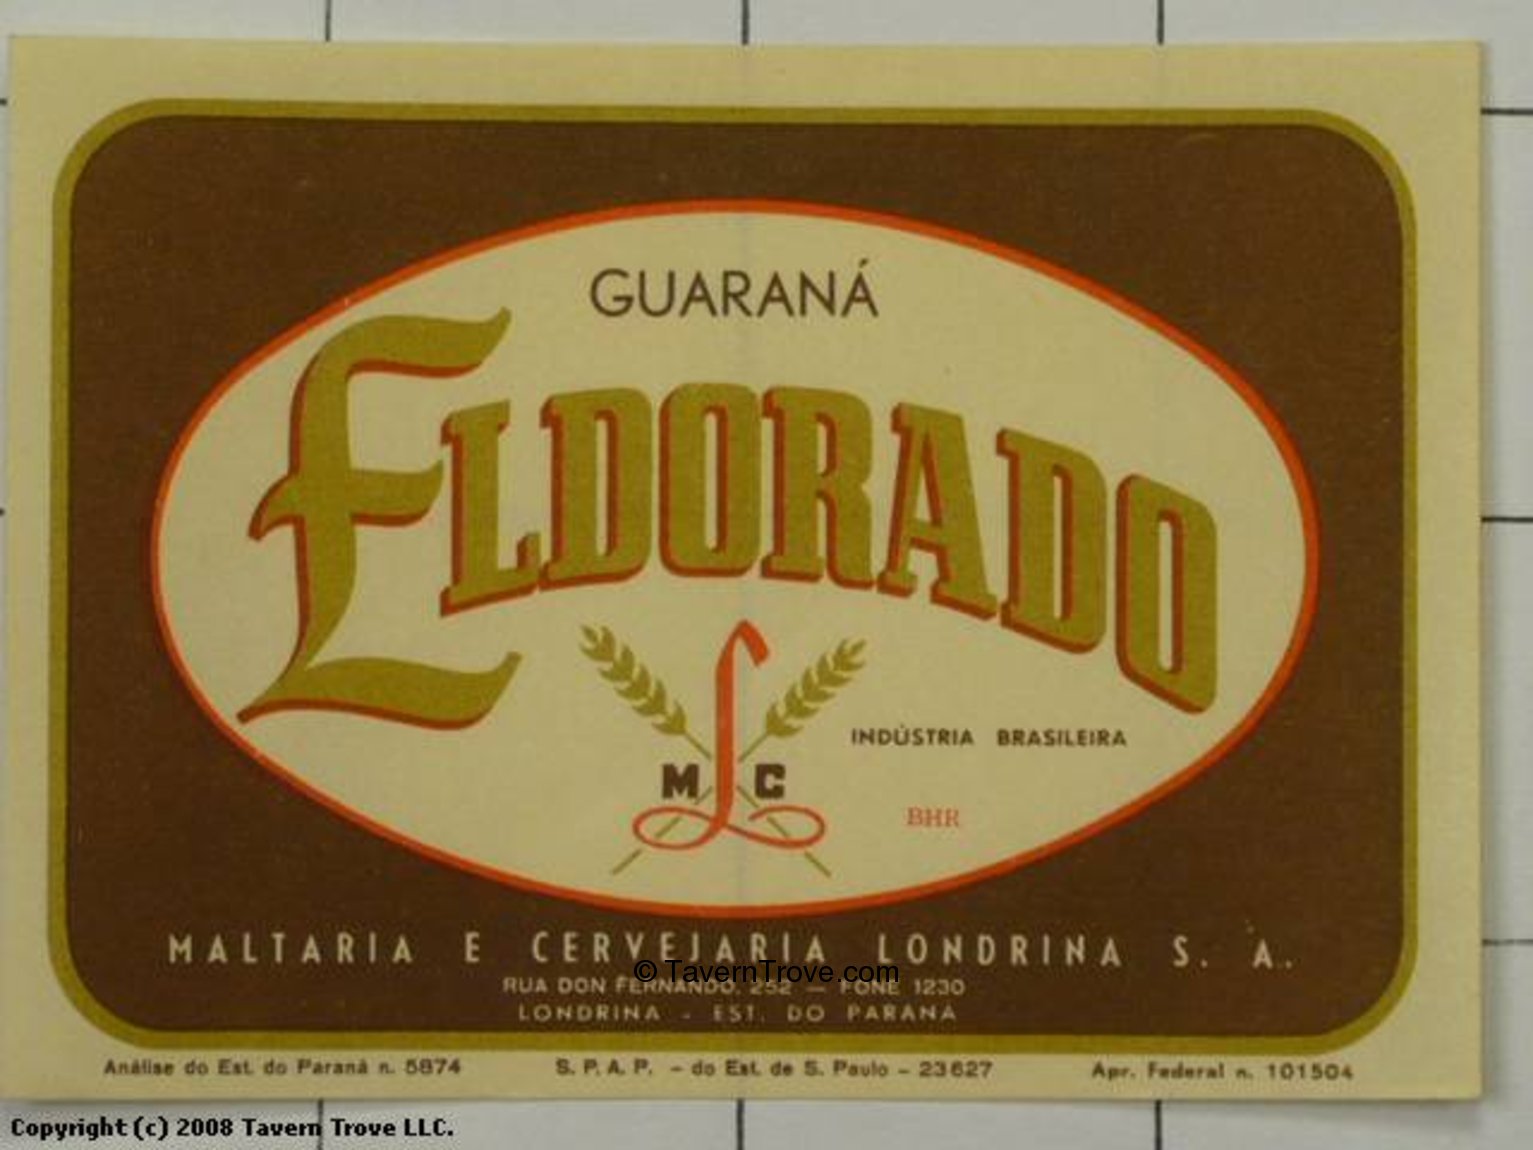 GUARANÁ
ELDORADO
M L C
INDÚSTRIA BRASILEIRA
BHR
MALTARIA E CERVEJARIA LONDRINA S. A.
© TavernTrove.com
RUA DON FERNANDO, 252 — FONE 1230
LONDRINA - EST. DO PARANÁ
Análise do Est. do Paraná n. 5874
S. P. A. P. - do Est. de S. Paulo - 23627
Apr. Federal n. 101504
Copyright (c) 2008 Tavern Trove LLC.